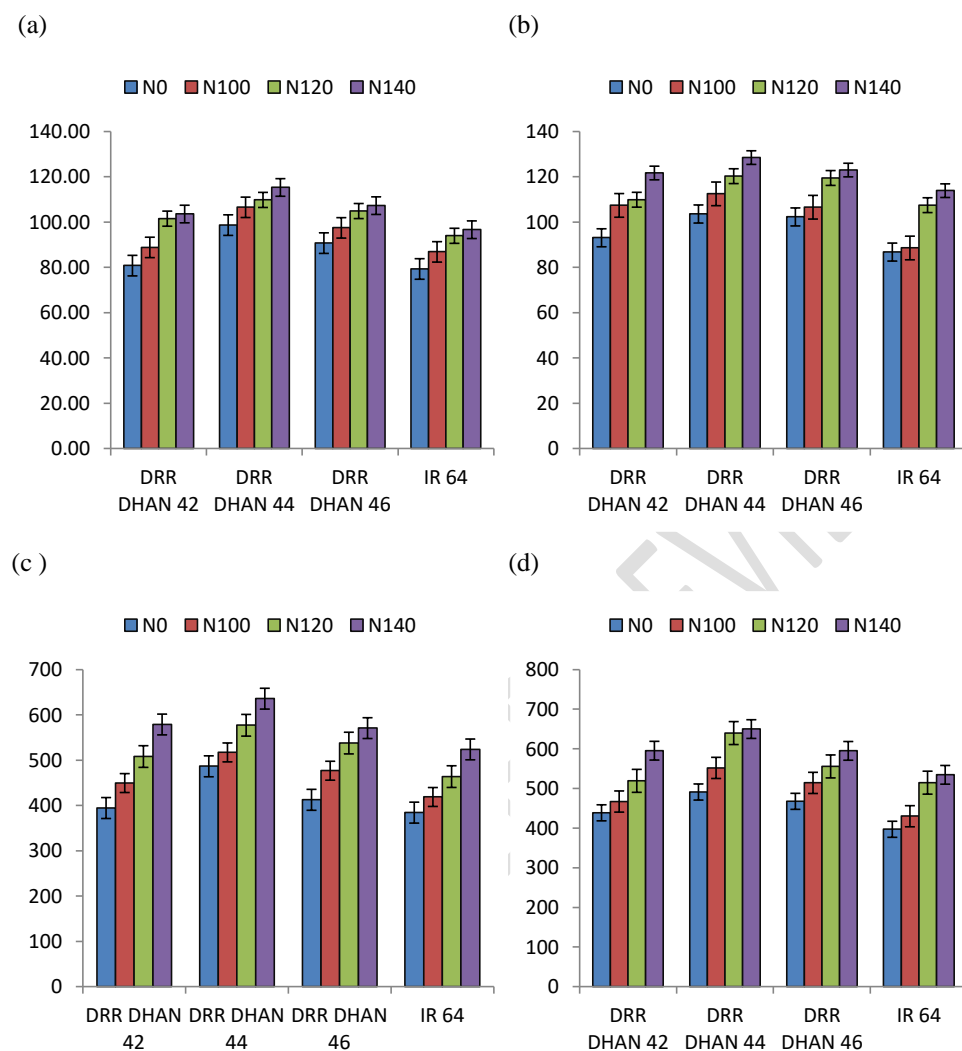 (a)
N0 N100 N120 N140
140.00
120.00
100.00
80.00
60.00
40.00
20.00
0.00
DRR DRR DRR IR 64
DHAN 42 DHAN 44 DHAN 46
(b)
N0 N100 N120 N140
140
120
100
80
60
40
20
0
DRR DRR DRR IR 64
DHAN 42 DHAN 44 DHAN 46
(c )
N0 N100 N120 N140
700
600
500
400
300
200
100
0
DRR DHAN DRR DHAN DRR DHAN IR 64
42 44 46
(d)
N0 N100 N120 N140
800
700
600
500
400
300
200
100
0
DRR DRR DRR IR 64
DHAN 42 DHAN 44 DHAN 46